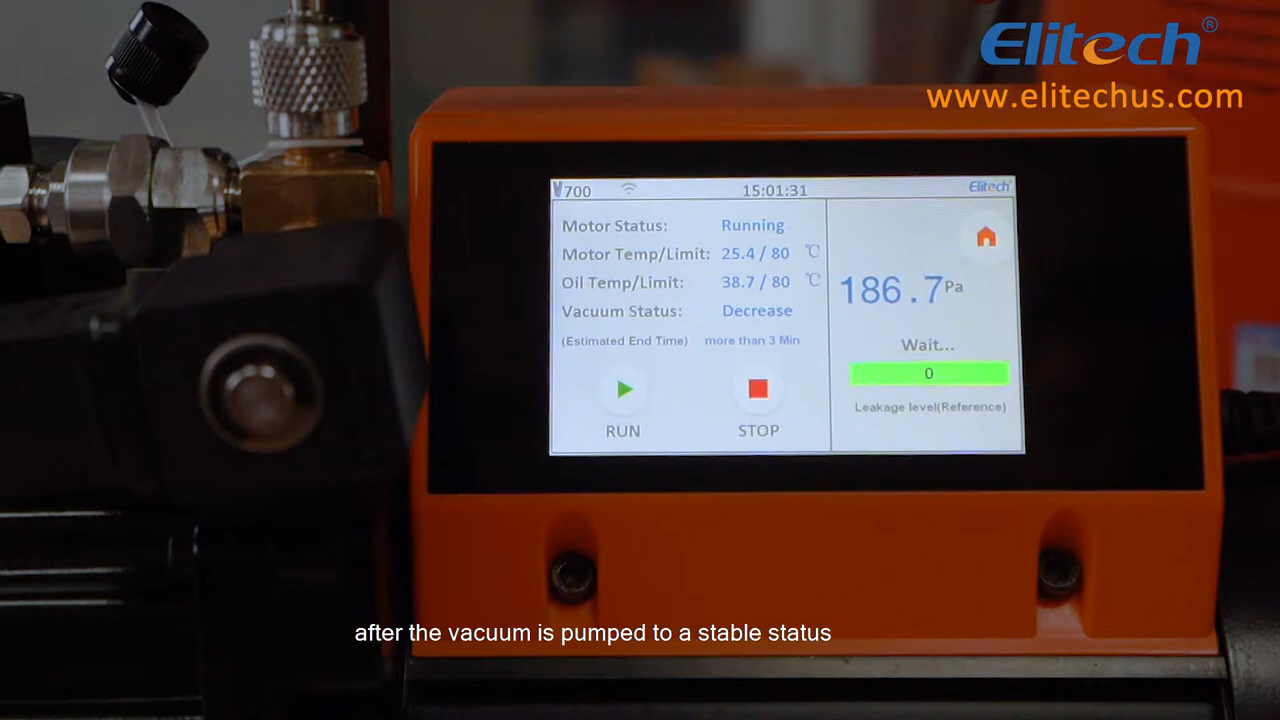 Elitech®
www.elitechus.com
V700 15:01:31 Elitech
Motor Status: Running
Motor Temp/Limit: 25.4 / 80 ℃
Oil Temp/Limit: 38.7 / 80 ℃
Vacuum Status: Decrease
(Estimated End Time) more than 3 Min
RUN STOP
186.7 Pa
Wait...
0
Leakage level(Reference)
after the vacuum is pumped to a stable status